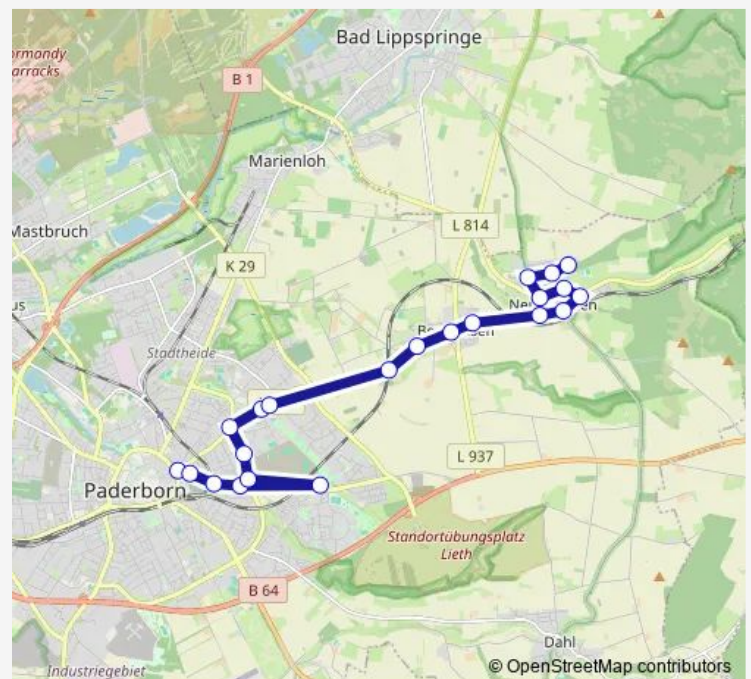 Bad Lippspringe
ormandy
arracks
B 1
Marienloh
Mastbruch
L 814
K 29
us
Stadtheide
L 937
Paderborn
Standortübungsplatz
Lieth
B 64
Dahl
Industriegebiet
© OpenStreetMap contributors